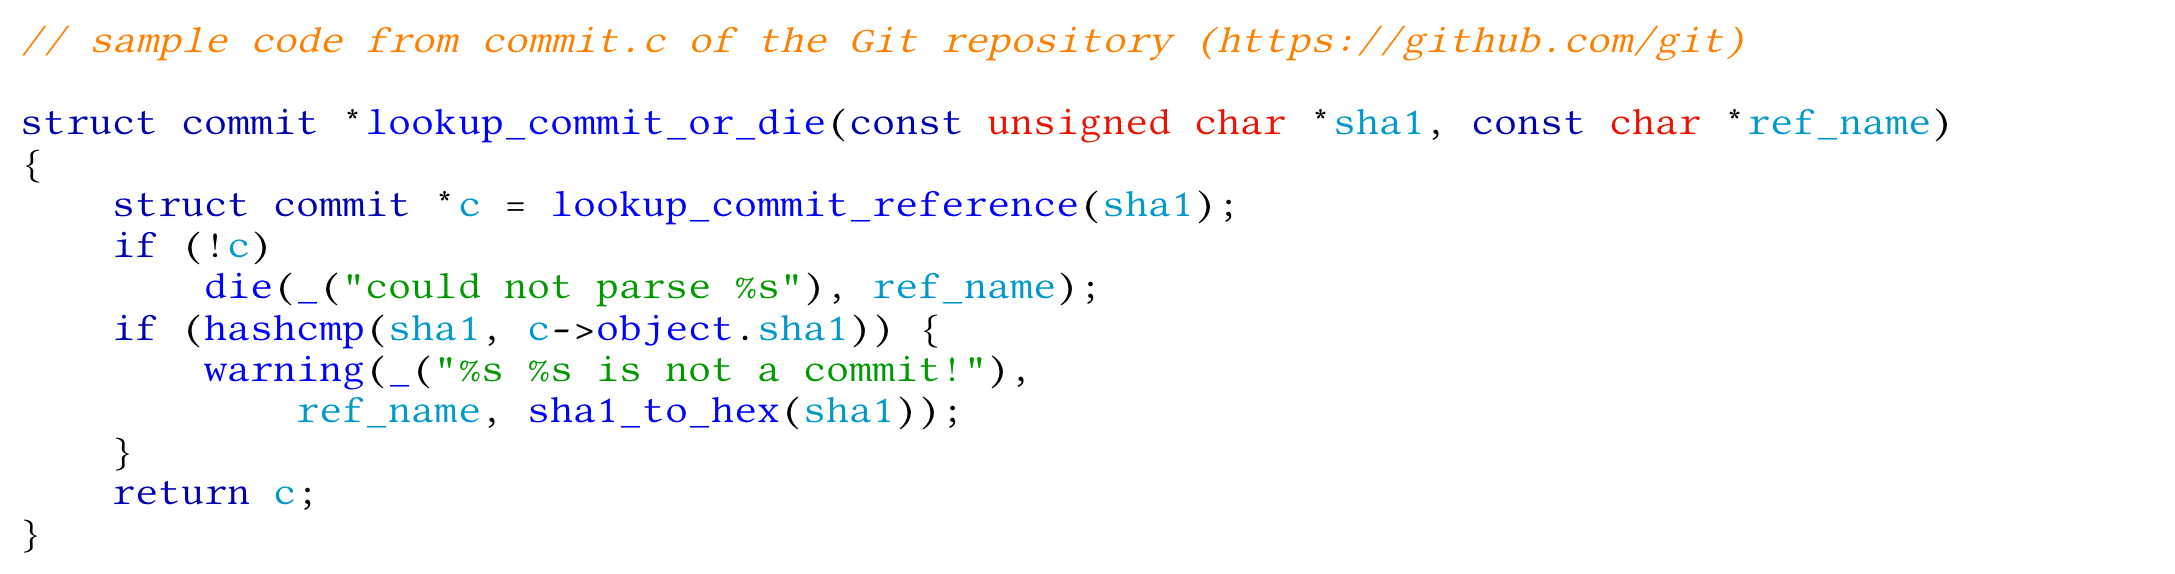 // sample code from commit.c of the Git repository (https://github.com/git)

struct commit *lookup_commit_or_die(const unsigned char *sha1, const char *ref_name)
{
    struct commit *c = lookup_commit_reference(sha1);
    if (!c)
        die(_("could not parse %s"), ref_name);
    if (hashcmp(sha1, c->object.sha1)) {
        warning(_("%s %s is not a commit!"),
            ref_name, sha1_to_hex(sha1));
    }
    return c;
}